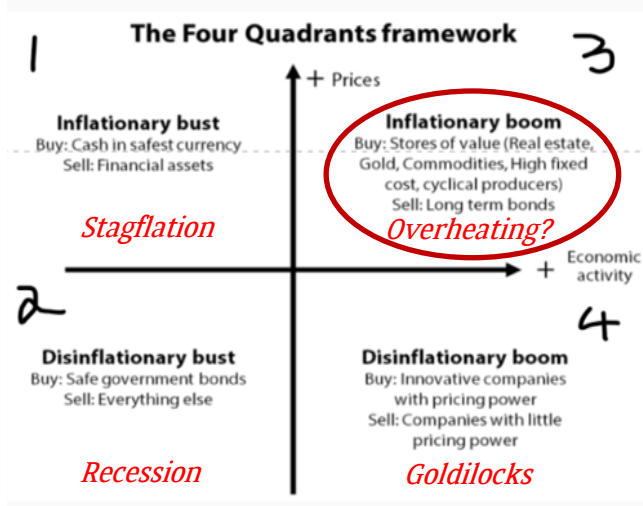 The Four Quadrants framework
1
3
+ Prices
Inflationary bust
Buy: Cash in safest currency
Sell: Financial assets
Stagflation
Inflationary boom
Buy: Stores of value (Real estate,
Gold, Commodities, High fixed
cost, cyclical producers)
Sell: Long term bonds
Overheating?
+ Economic
activity
2
4
Disinflationary bust
Buy: Safe government bonds
Sell: Everything else
Recession
Disinflationary boom
Buy: Innovative companies
with pricing power
Sell: Companies with little
pricing power
Goldilocks